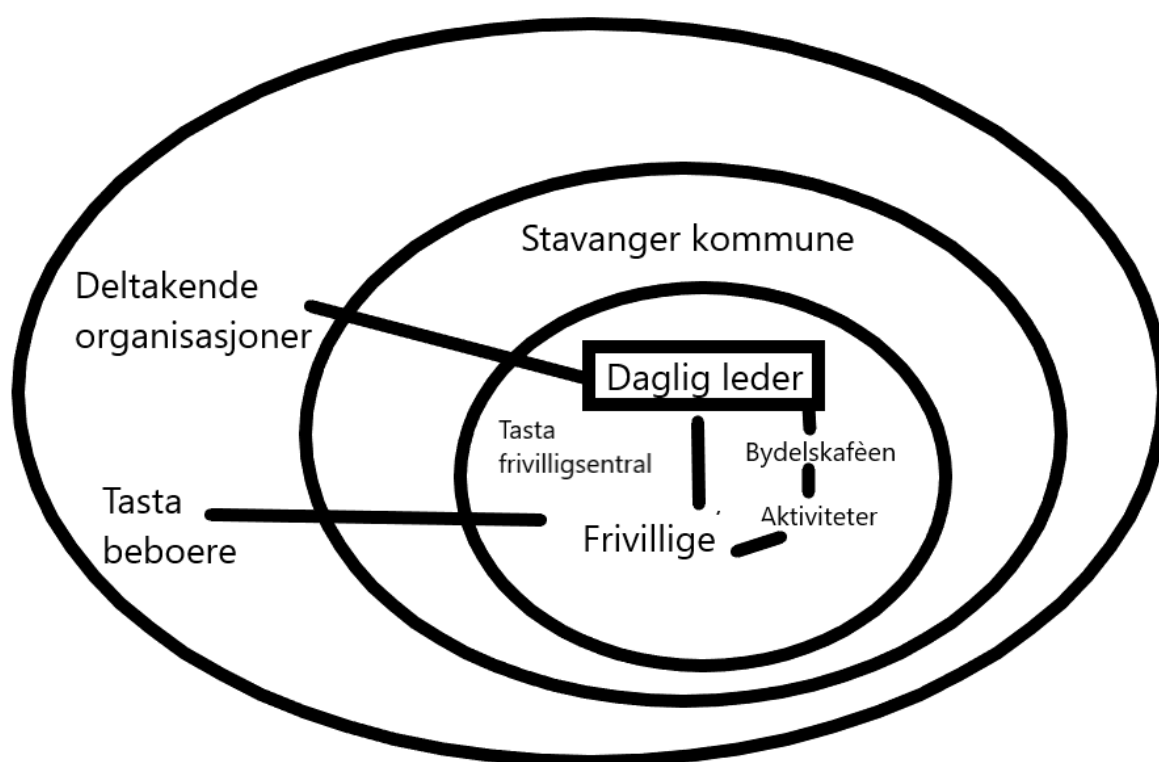 Stavanger kommune
Deltakende
organisasjoner
Daglig leder
Tasta
frivilligsentral
Bydelskafèen
Tasta
beboere
Aktiviteter
Frivillige